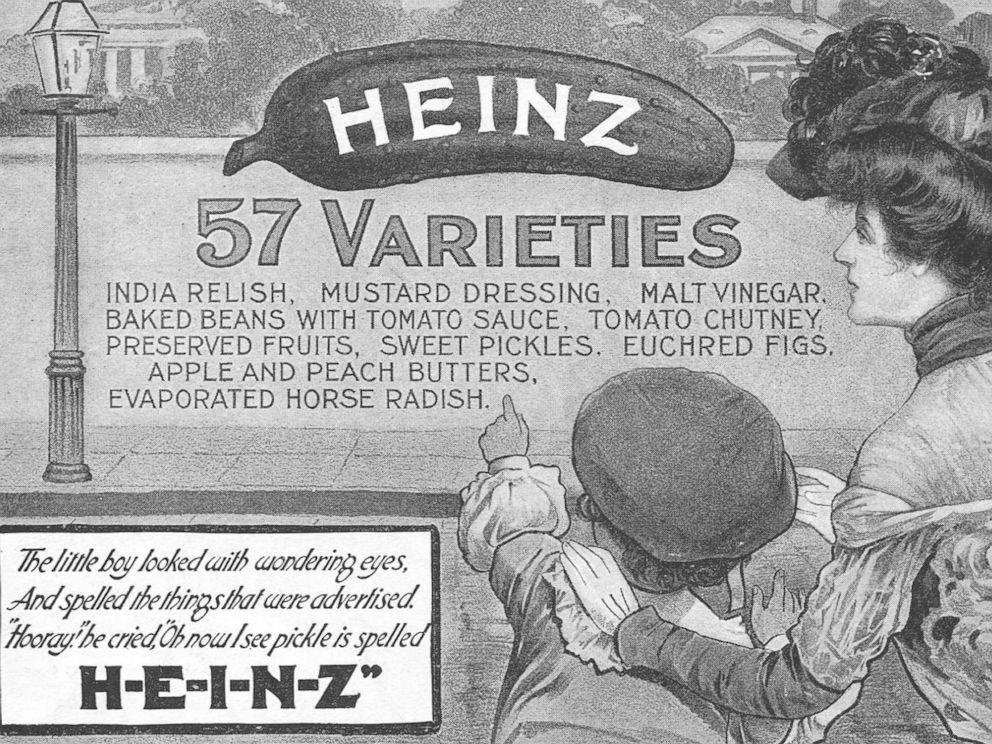 HEINZ
57 VARIETIES
INDIA RELISH, MUSTARD DRESSING, MALT VINEGAR.
BAKED BEANS WITH TOMATO SAUCE, TOMATO CHUTNEY,
PRESERVED FRUITS, SWEET PICKLES. EUCHRED FIGS,
APPLE AND PEACH BUTTERS,
EVAPORATED HORSE RADISH.
The little boy looked with wondering eyes,
And spelled the things that were advertised.
"Hooray!" he cried, "Oh now I see pickle is spelled
H-E-I-N-Z"